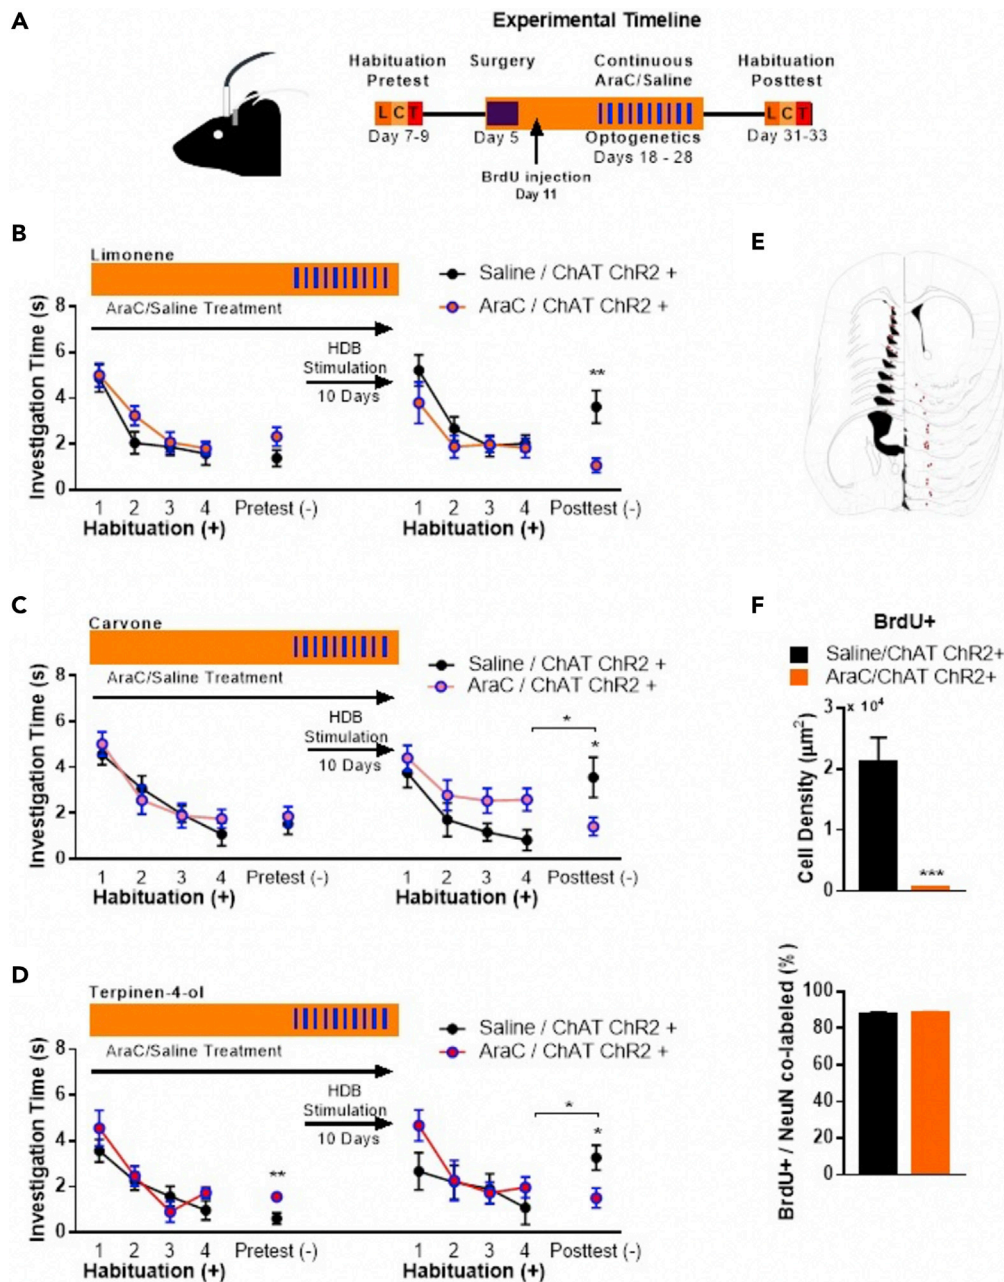 A
Experimental Timeline
Habituation
Pretest
Surgery
Continuous
AraC/Saline
Habituation
Posttest
L C T
L C T
Day 7-9
Day 5
Optogenetics
Days 18 - 28
Day 31-33
BrdU injection
Day 11
B
Limonene
AraC/Saline Treatment
Saline / ChAT ChR2 +
AraC / ChAT ChR2 +
HDB
Stimulation
10 Days
**
Investigation Time (s)
8
6
4
2
0
1 2 3 4 Pretest (-)
Habituation (+)
1 2 3 4 Posttest (-)
Habituation (+)
C
Carvone
AraC/Saline Treatment
Saline / ChAT ChR2 +
AraC / ChAT ChR2 +
HDB
Stimulation
10 Days
*
*
Investigation Time (s)
8
6
4
2
0
1 2 3 4 Pretest (-)
Habituation (+)
1 2 3 4 Posttest (-)
Habituation (+)
D
Terpinen-4-ol
AraC/Saline Treatment
Saline / ChAT ChR2 +
AraC / ChAT ChR2 +
HDB
Stimulation
10 Days
*
*
**
Investigation Time (s)
8
6
4
2
0
1 2 3 4 Pretest (-)
Habituation (+)
1 2 3 4 Posttest (-)
Habituation (+)
E
F
BrdU+
Saline/ChAT ChR2+
AraC/ChAT ChR2+
x 10⁴
Cell Density (µm²)
3
2
1
0
***
BrdU+ / NeuN co-labeled (%)
100
80
60
40
20
0